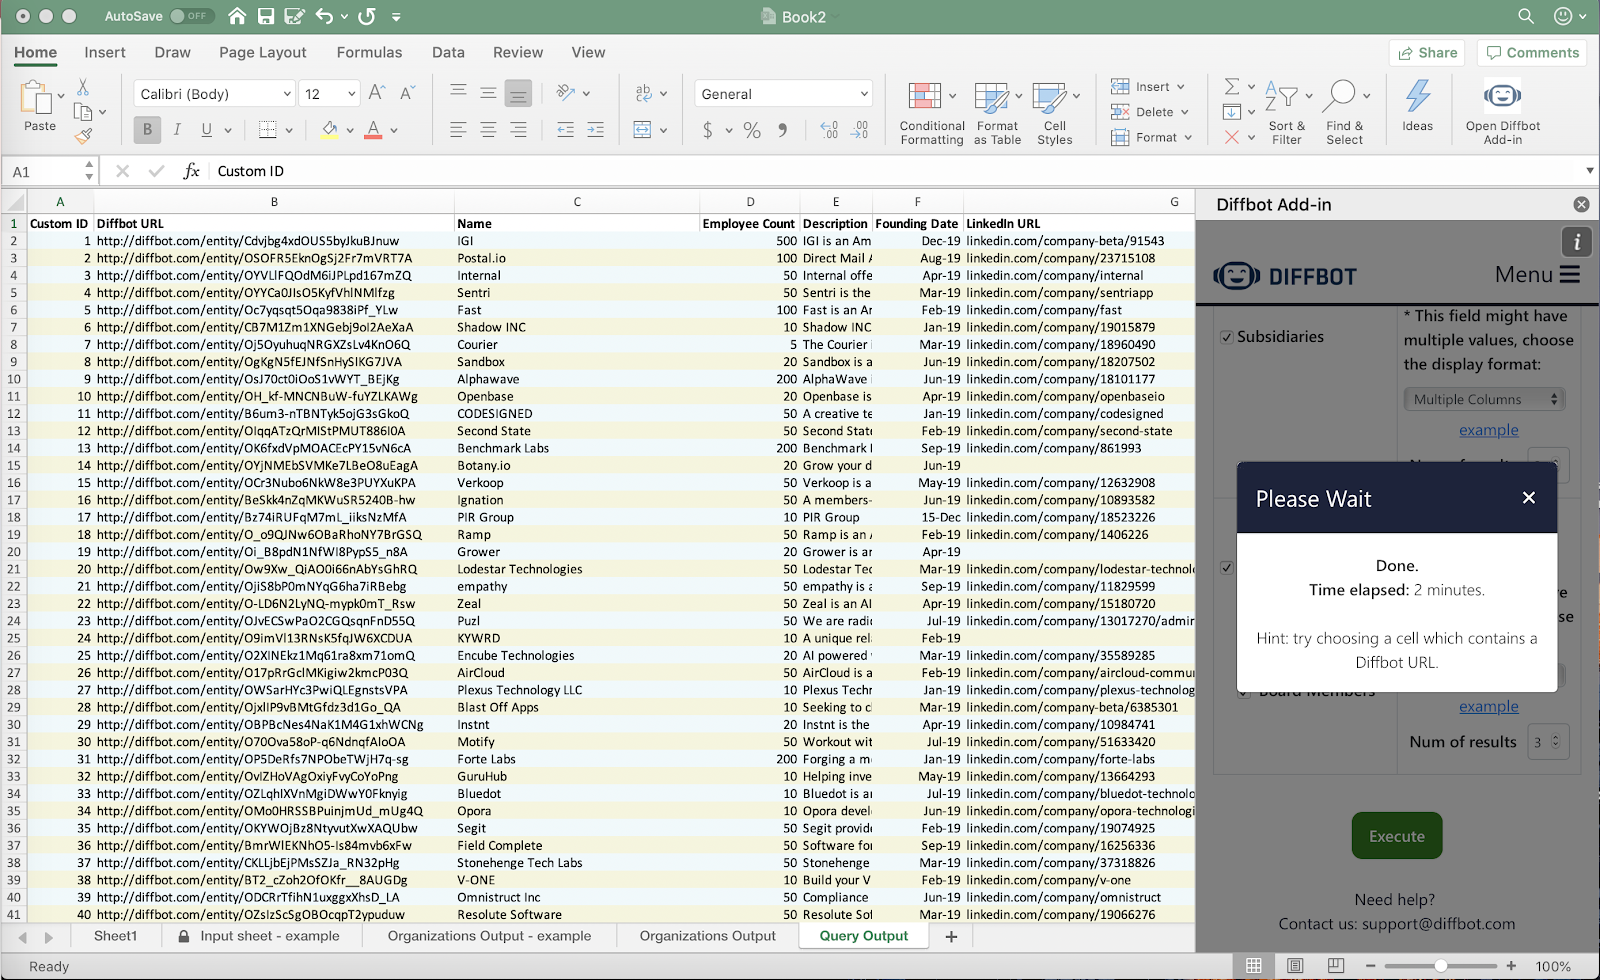 AutoSave OFF Book2
Home Insert Draw Page Layout Formulas Data Review View Share Comments
Paste
Calibri (Body) 12
B I U
General
$ % 9
Conditional Formatting
Format as Table
Cell Styles
Insert
Delete
Format
Sort & Filter
Find & Select
Ideas
Open Diffbot Add-in
A1 fx Custom ID
A B C D E F G
1 Custom ID Diffbot URL Name Employee Count Description Founding Date LinkedIn URL
2 1 http://diffbot.com/entity/Cdvjbg4xdOUS5byJkuBJnuw IGI 500 IGI is an Am Dec-19 linkedin.com/company-beta/91543
3 2 http://diffbot.com/entity/OSOFR5EknOgSj2Fr7mVRT7A Postal.io 100 Direct Mail Aug-19 linkedin.com/company/23715108
4 3 http://diffbot.com/entity/OYVLlFQOdM6iJPLpd167mZQ Internal 50 Internal offe Apr-19 linkedin.com/company/internal
5 4 http://diffbot.com/entity/OYYCa0JIsO5KyfVhlNMlfzg Sentri 50 Sentri is the Mar-19 linkedin.com/company/sentriapp
6 5 http://diffbot.com/entity/Oc7yqsqt5Oqa9838iPf_YLw Fast 100 Fast is an Ar Feb-19 linkedin.com/company/fast
7 6 http://diffbot.com/entity/CB7M1Zm1XNGebj9ol2AeXaA Shadow INC 10 Shadow INC Jan-19 linkedin.com/company/19015879
8 7 http://diffbot.com/entity/Oj5OyuhuqNRGXZsLv4KnO6Q Courier 5 The Courier Mar-19 linkedin.com/company/18960490
9 8 http://diffbot.com/entity/OgKgN5fEJNfSnHySIKG7JVA Sandbox 20 Sandbox is a Jun-19 linkedin.com/company/18207502
10 9 http://diffbot.com/entity/OsJ70ct0iOoS1vWYT_BEjKg Alphawave 200 AlphaWave Jun-19 linkedin.com/company/18101177
11 10 http://diffbot.com/entity/OH_kf-MNCNBuW-fuYZLKAWg Openbase 20 Openbase is Apr-19 linkedin.com/company/openbaseio
12 11 http://diffbot.com/entity/B6um3-nTBNTyk5ojG3sGkoQ CODESIGNED 50 A creative te Jan-19 linkedin.com/company/codesigned
13 12 http://diffbot.com/entity/OlqqATzQrMIStPMUT886I0A Second State 50 Second Stat Feb-19 linkedin.com/company/second-state
14 13 http://diffbot.com/entity/OK6fxdVpMOACEcPY15vN6cA Benchmark Labs 200 Benchmark Sep-19 linkedin.com/company/861993
15 14 http://diffbot.com/entity/OYjNMEbSVMKe7LBeO8uEagA Botany.io 20 Grow your d Jun-19
16 15 http://diffbot.com/entity/OCr3Nubo6NkW8e3PUYXuKPA Verkoop 50 Verkoop is a May-19 linkedin.com/company/12632908
17 16 http://diffbot.com/entity/BeSkk4nZqMKWuSR5240B-hw Ignation 50 A members- Jun-19 linkedin.com/company/10893582
18 17 http://diffbot.com/entity/Bz74iRUFqM7mL_iiksNzMfA PIR Group 10 PIR Group 15-Dec linkedin.com/company/18523226
19 18 http://diffbot.com/entity/O_o9QJNw6OBaRhoNY7BrGSQ Ramp 50 Ramp is an Feb-19 linkedin.com/company/1406226
20 19 http://diffbot.com/entity/Oi_B8pdN1NfWl8PypS5_n8A Grower 20 Grower is ar Apr-19
21 20 http://diffbot.com/entity/Ow9Xw_QiAO0i66nAbYsGhRQ Lodestar Technologies 50 Lodestar Tec Mar-19 linkedin.com/company/lodestar-technol
22 21 http://diffbot.com/entity/OjiS8bP0mNYqG6ha7iRBebg empathy 50 empathy is a Sep-19 linkedin.com/company/11829599
23 22 http://diffbot.com/entity/O-LD6N2LyNQ-mypk0mT_Rsw Zeal 50 Zeal is an AI Apr-19 linkedin.com/company/15180720
24 23 http://diffbot.com/entity/OJvECSwPaO2CGQsqnFnD55Q Puzl 50 We are radi Jul-19 linkedin.com/company/13017270/admin
25 24 http://diffbot.com/entity/O9imVl13RNsK5fqJW6XCDUA KYWRD 10 A unique rel Feb-19
26 25 http://diffbot.com/entity/O2XlNEkz1Mq61ra8xm71omQ Encube Technologies 20 AI powered Mar-19 linkedin.com/company/35589285
27 26 http://diffbot.com/entity/O17pRrGclMKigiw2kmcP03Q AirCloud 50 AirCloud is a Feb-19 linkedin.com/company/aircloud-commu
28 27 http://diffbot.com/entity/OWSarHYc3PwiQLEgnstsVPA Plexus Technology LLC 10 Plexus Techr Jan-19 linkedin.com/company/plexus-technolog
29 28 http://diffbot.com/entity/OjxlIP9vBMtGfdz3d1Go_QA Blast Off Apps 10 Seeking to c Mar-19 linkedin.com/company-beta/6385301
30 29 http://diffbot.com/entity/OBPBcNes4NaK1M4G1xhWCNg Instnt 20 Instnt is the Apr-19 linkedin.com/company/10984741
31 30 http://diffbot.com/entity/O70Ova58oP-q6NdnqfAIoOA Motify 50 Workout wit Jul-19 linkedin.com/company/51633420
32 31 http://diffbot.com/entity/OP5DeRfs7NPObeTWjH7q-sg Forte Labs 200 Forging a m Apr-19 linkedin.com/company/forte-labs
33 32 http://diffbot.com/entity/OvlZHoVAgOxiyFvyCoYoPng GuruHub 10 Helping inve May-19 linkedin.com/company/13664293
34 33 http://diffbot.com/entity/OZLqhIXVnMgiDWwY0Fknyig Bluedot 10 Bluedot is ar Jul-19 linkedin.com/company/bluedot-technolo
35 34 http://diffbot.com/entity/OMo0HRSSBPuinjmUd_mUg4Q Opora 10 Opora devel Jun-19 linkedin.com/company/opora-technologi
36 35 http://diffbot.com/entity/OKYWOjBz8NtyvutXwXAQUbw Segit 50 Segit provid Feb-19 linkedin.com/company/19074925
37 36 http://diffbot.com/entity/BmrWlEKNhO5-Is84mvb6xFw Field Complete 50 Software for Sep-19 linkedin.com/company/16256336
38 37 http://diffbot.com/entity/CKLLjbEjPMsSZJa_RN32pHg Stonehenge Tech Labs 50 Stonehenge Mar-19 linkedin.com/company/37318826
39 38 http://diffbot.com/entity/BT2_cZoh2OfOKfr__8AUGDg V-ONE 10 Build your V Feb-19 linkedin.com/company/v-one
40 39 http://diffbot.com/entity/ODCRrTfihN1uxggxXhsD_LA Omnistruct Inc 50 Compliance Jun-19 linkedin.com/company/omnistruct
41 40 http://diffbot.com/entity/OZsIzScSgOBOcqpT2ypuduw Resolute Software 50 Resolute Sof Mar-19 linkedin.com/company/19066276
Diffbot Add-in
i
DIFFBOT Menu
Subsidiaries
* This field might have
multiple values, choose
the display format:
Multiple Columns
example
Please Wait
Done.
Time elapsed: 2 minutes.
Hint: try choosing a cell which contains a
Diffbot URL.
Board Members
example
Num of results 3
Execute
Need help?
Contact us: support@diffbot.com
Sheet1 Input sheet - example Organizations Output - example Organizations Output Query Output +
Ready 100%